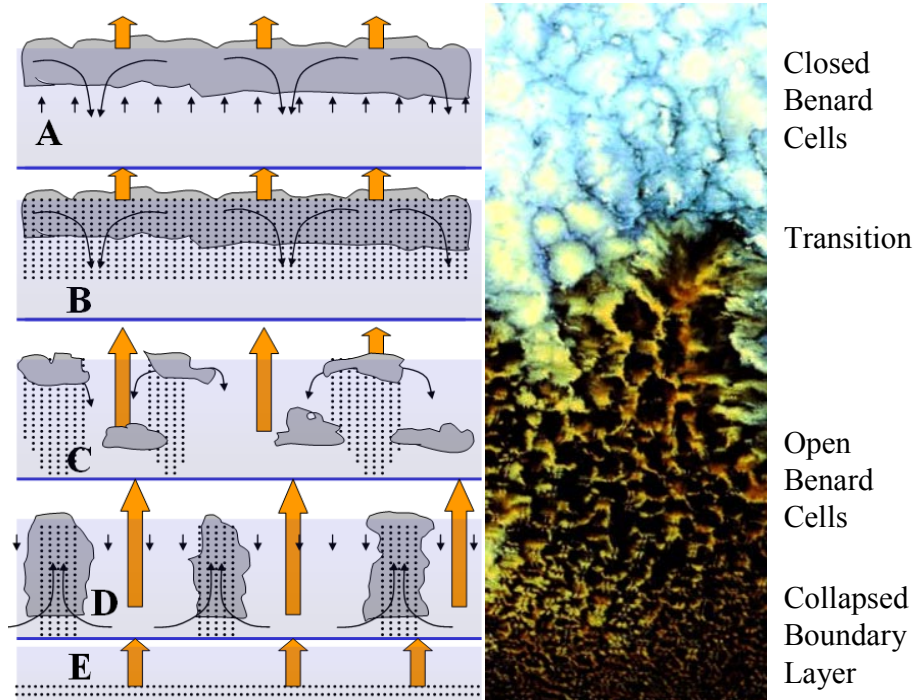 A
B
C
D
E
Closed
Benard
Cells
Transition
Open
Benard
Cells
Collapsed
Boundary
Layer